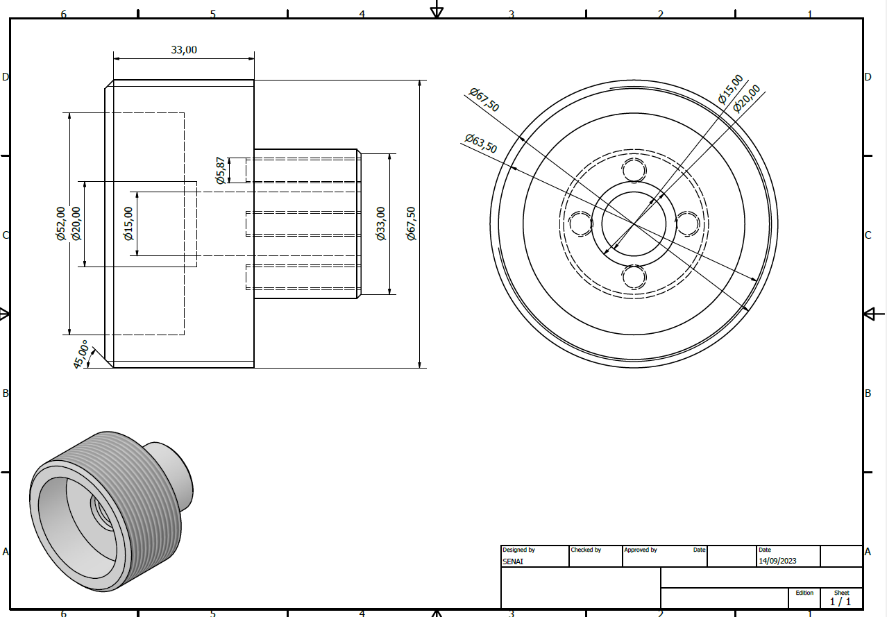 6 5 4 3 2 1
D D
33,00
Ø67,50
Ø15,00
Ø20,00
Ø63,50
Ø5,87
Ø52,00
Ø20,00
Ø15,00
Ø33,00
Ø67,50
C C
45,00°
B B
A A
Designed by Checked by Approved by Date Date
SENAI 14/09/2023
Edition Sheet
1 / 1
6 5 4 3 2 1